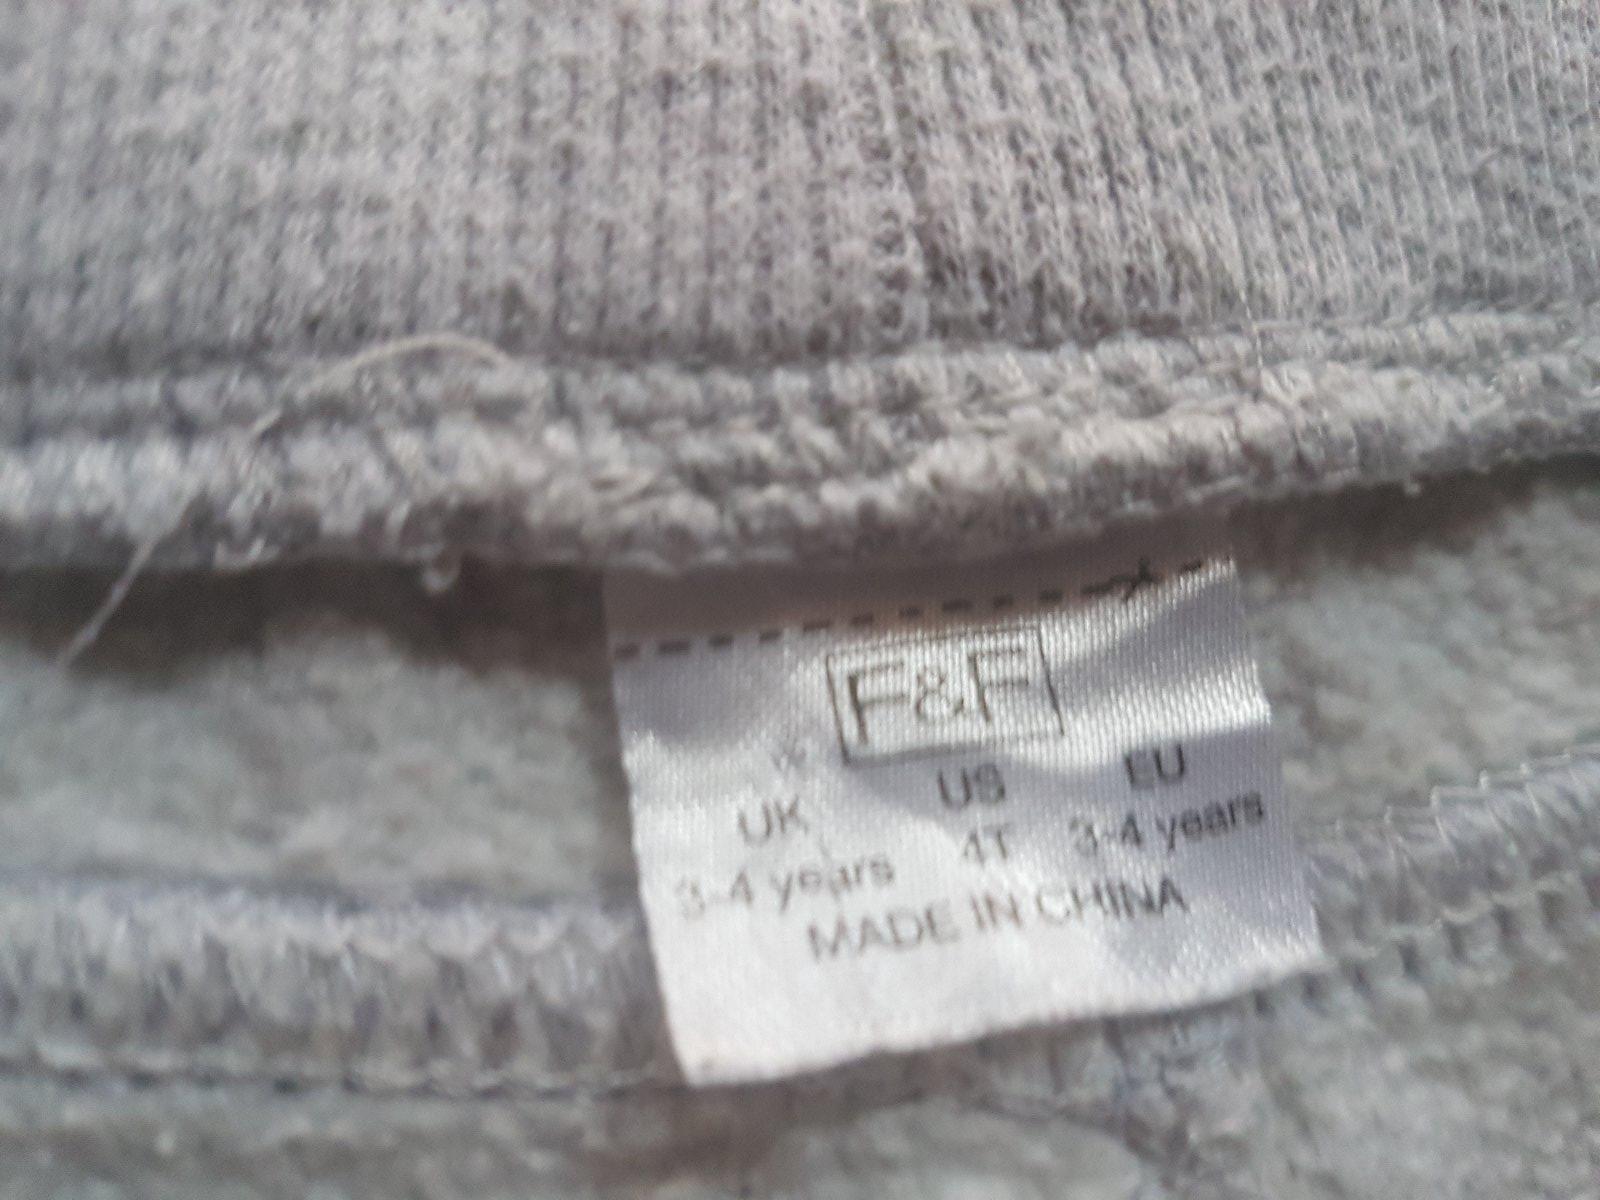 F&F
UK US EU
3-4 years 4T 3-4 years
MADE IN CHINA